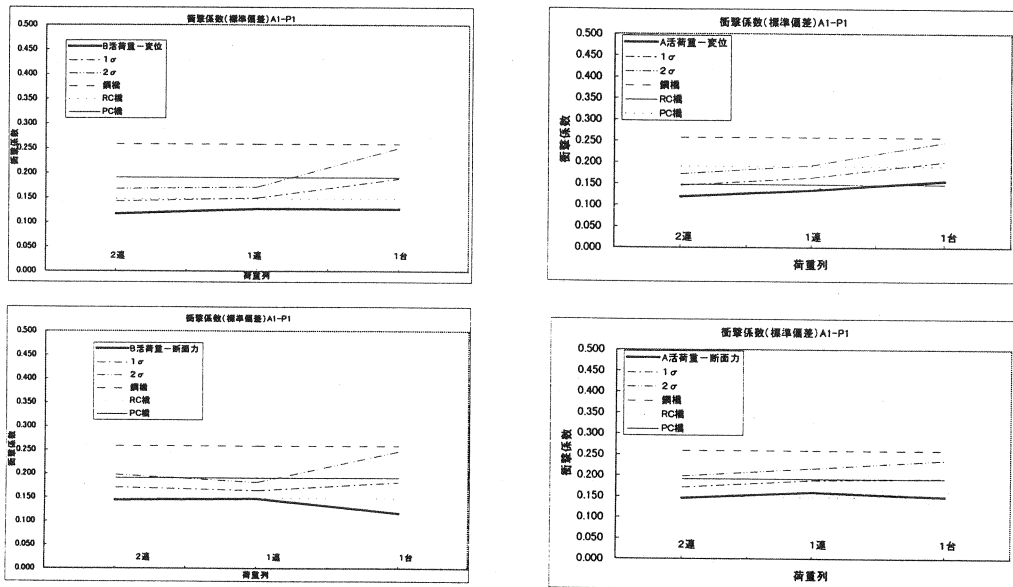 衝撃係数(標準偏差)A1-P1
0.500
0.450
0.400
0.350
0.300
0.250
0.200
0.150
0.100
0.050
0.000
衝撃係数
B活荷重-変位
1σ
2σ
鋼橋
RC橋
PC橋
2連
1連
1台
荷重列
衝撃係数(標準偏差)A1-P1
0.500
0.450
0.400
0.350
0.300
0.250
0.200
0.150
0.100
0.050
0.000
衝撃係数
A活荷重-変位
1σ
2σ
鋼橋
RC橋
PC橋
2連
1連
1台
荷重列
衝撃係数(標準偏差)A1-P1
0.500
0.450
0.400
0.350
0.300
0.250
0.200
0.150
0.100
0.050
0.000
衝撃係数
B活荷重-断面力
1σ
2σ
鋼橋
RC橋
PC橋
2連
1連
1台
荷重列
衝撃係数(標準偏差)A1-P1
0.500
0.450
0.400
0.350
0.300
0.250
0.200
0.150
0.100
0.050
0.000
衝撃係数
A活荷重-断面力
1σ
2σ
鋼橋
RC橋
PC橋
2連
1連
1台
荷重列